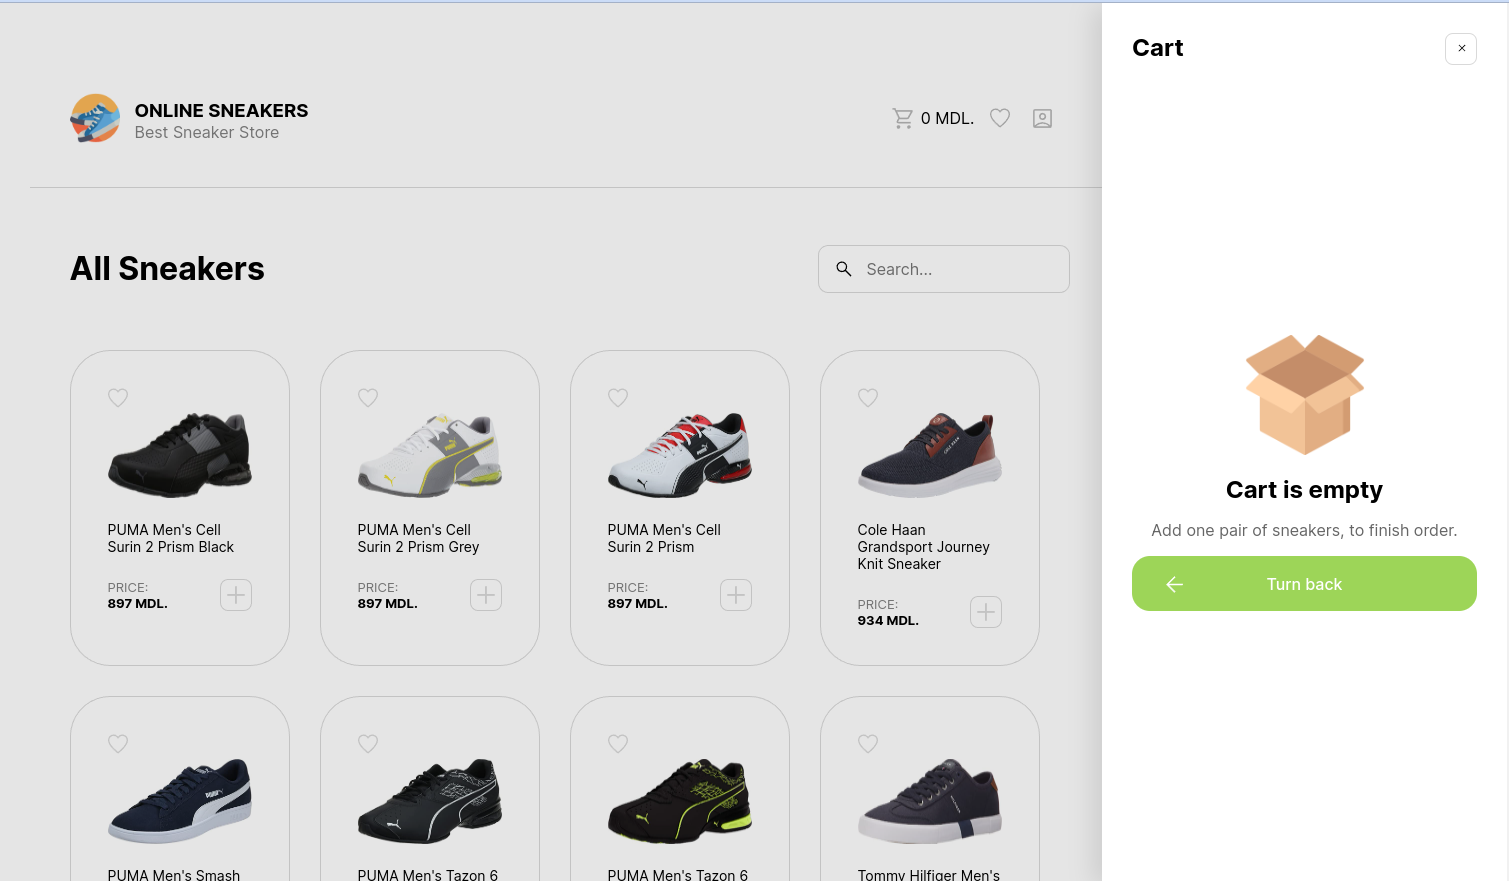 ONLINE SNEAKERS
Best Sneaker Store
0 MDL.
All Sneakers
Search...
PUMA Men's Cell
Surin 2 Prism Black
PRICE:
897 MDL.
PUMA Men's Cell
Surin 2 Prism Grey
PRICE:
897 MDL.
PUMA Men's Cell
Surin 2 Prism
PRICE:
897 MDL.
Cole Haan
Grandsport Journey
Knit Sneaker
PRICE:
934 MDL.
PUMA Men's Smash
PUMA Men's Tazon 6
PUMA Men's Tazon 6
Tommy Hilfiger Men's
Cart
Cart is empty
Add one pair of sneakers, to finish order.
Turn back